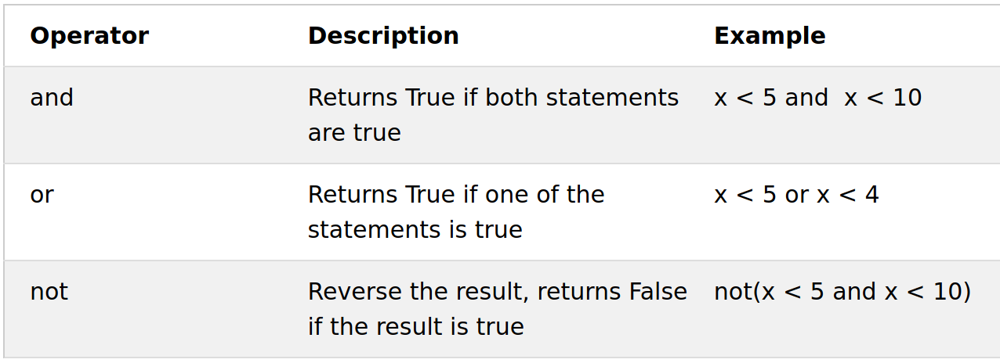 Operator Description Example
and Returns True if both statements x < 5 and  x < 10
are true
or Returns True if one of the x < 5 or x < 4
statements is true
not Reverse the result, returns False not(x < 5 and x < 10)
if the result is true